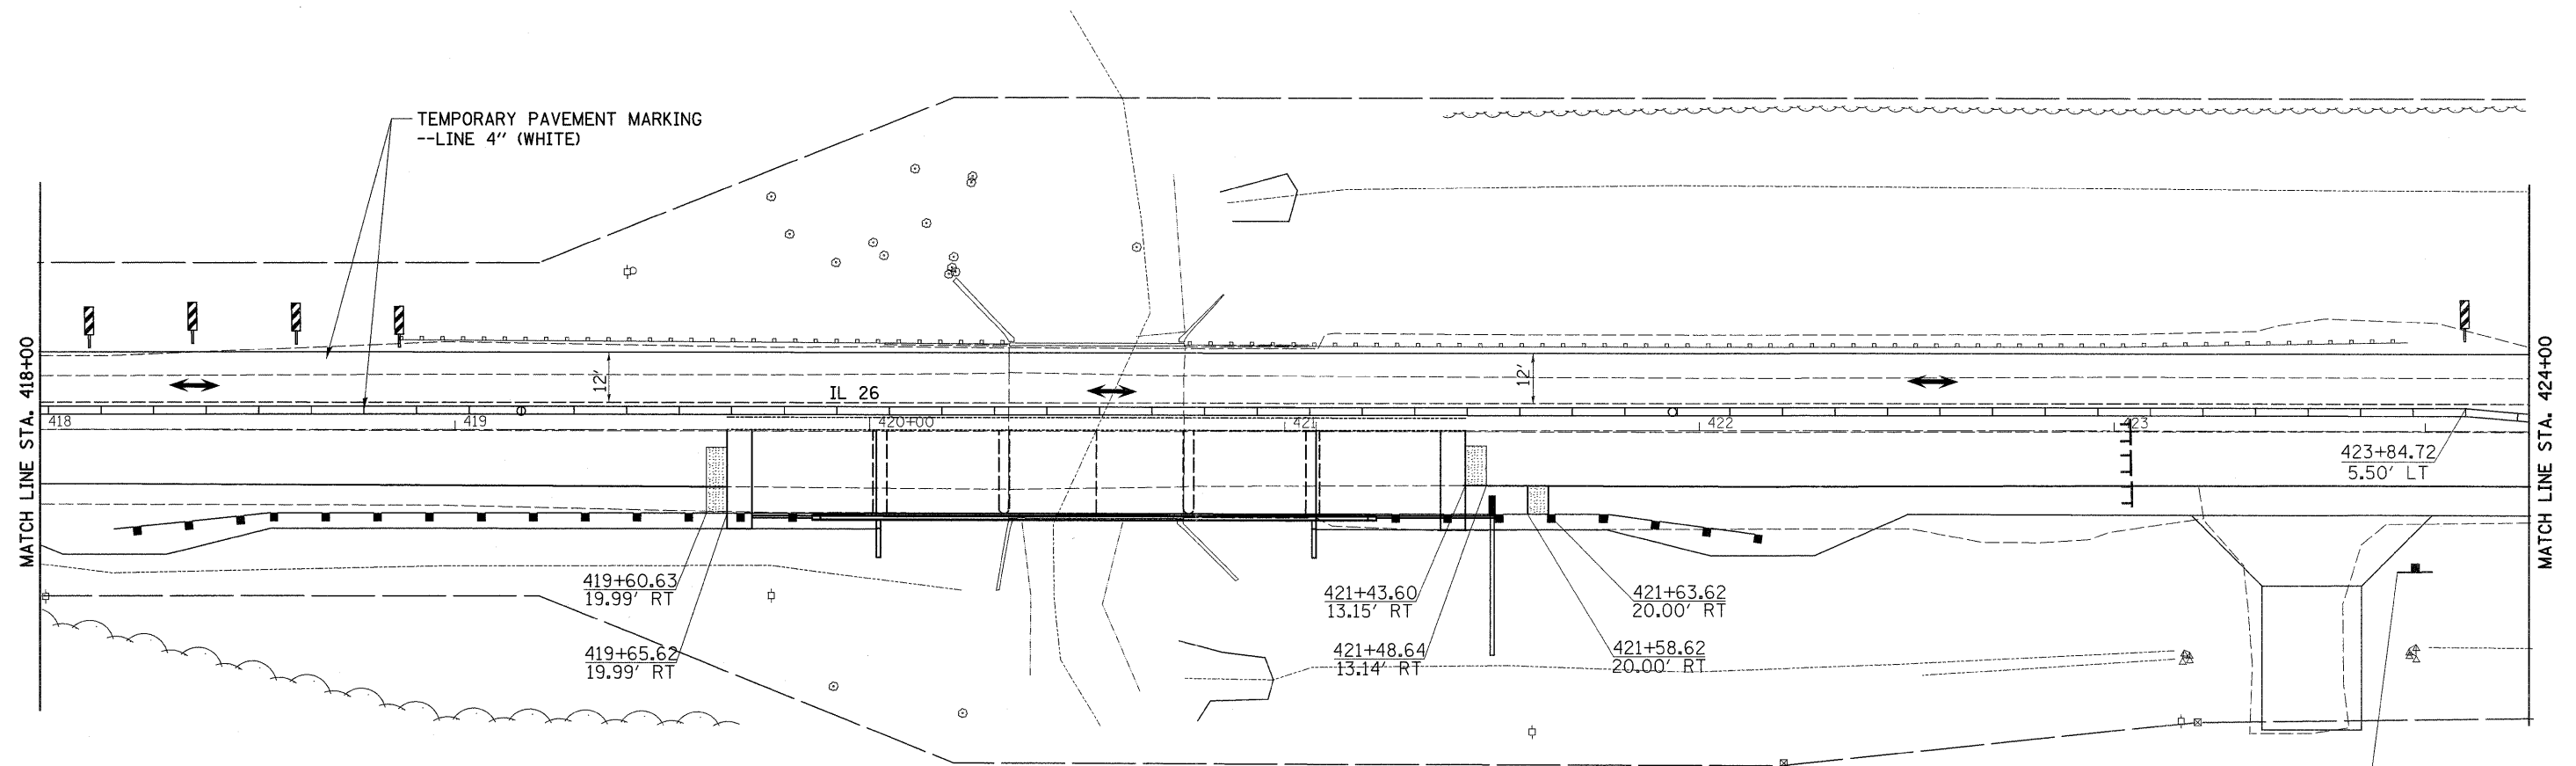 TEMPORARY PAVEMENT MARKING
--LINE 4" (WHITE)
MATCH LINE STA. 418+00
MATCH LINE STA. 424+00
12'
12'
IL 26
418
419
420+00
421
422
423
423+84.72
5.50' LT
419+60.63
19.99' RT
419+65.62
19.99' RT
421+43.60
13.15' RT
421+48.64
13.14' RT
421+63.62
20.00' RT
421+58.62
20.00' RT